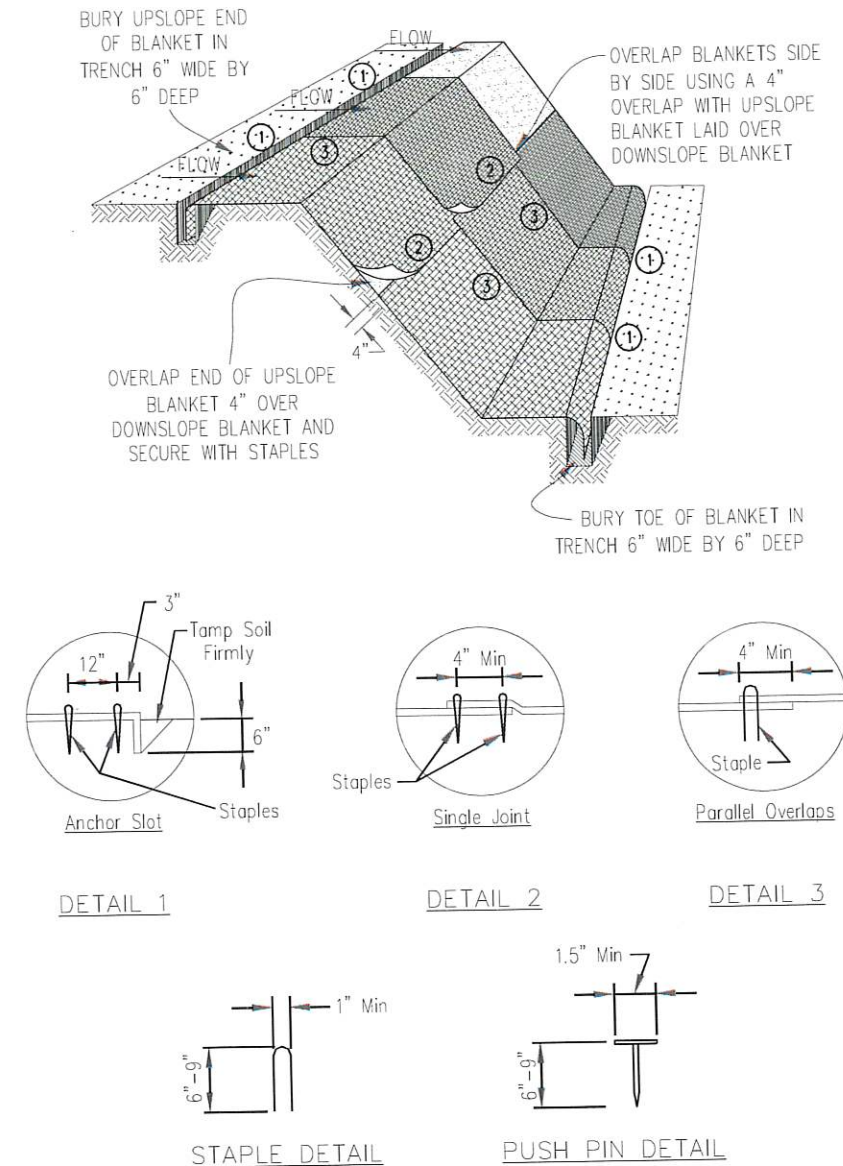 BURY UPSLOPE END
OF BLANKET IN
TRENCH 6" WIDE BY
6" DEEP
FLOW
FLOW
FLOW
1
1
1
OVERLAP BLANKETS SIDE
BY SIDE USING A 4"
OVERLAP WITH UPSLOPE
BLANKET LAID OVER
DOWNSLOPE BLANKET
3
2
3
2
3
1
1
4"
OVERLAP END OF UPSLOPE
BLANKET 4" OVER
DOWNSLOPE BLANKET AND
SECURE WITH STAPLES
BURY TOE OF BLANKET IN
TRENCH 6" WIDE BY 6" DEEP
3"
12"
Tamp Soil
Firmly
6"
Staples
Anchor Slot
DETAIL 1
4" Min
Staples
Single Joint
DETAIL 2
4" Min
Staple
Parallel Overlaps
DETAIL 3
1" Min
6"-9"
STAPLE DETAIL
1.5" Min
6"-9"
PUSH PIN DETAIL